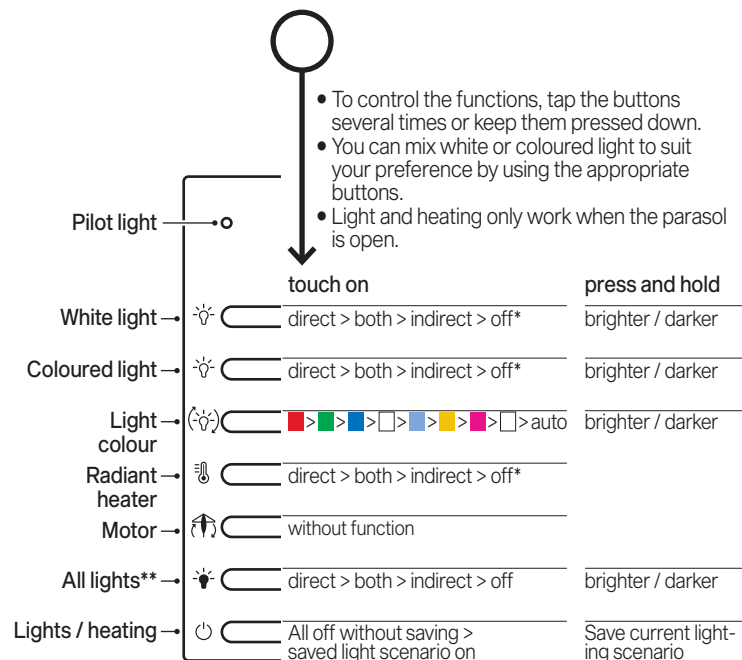 • To control the functions, tap the buttons
several times or keep them pressed down.
• You can mix white or coloured light to suit
your preference by using the appropriate
buttons.
• Light and heating only work when the parasol
is open.
Pilot light
touch on press and hold
White light direct > both > indirect > off* brighter / darker
Coloured light direct > both > indirect > off* brighter / darker
Light > > > > > > > > auto brighter / darker
colour
Radiant direct > both > indirect > off*
heater
Motor without function
All lights** direct > both > indirect > off brighter / darker
Lights / heating All off without saving > Save current light-
saved light scenario on ing scenario